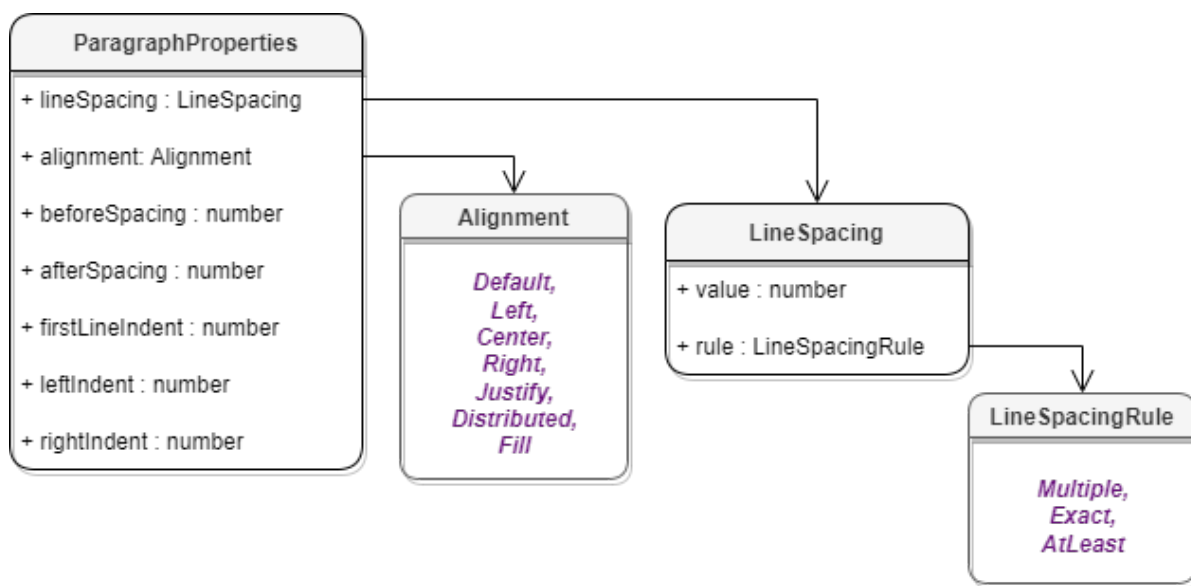 ParagraphProperties
+ lineSpacing : LineSpacing
+ alignment: Alignment
+ beforeSpacing : number
+ afterSpacing : number
+ firstLineIndent : number
+ leftIndent : number
+ rightIndent : number
Alignment
Default,
Left,
Center,
Right,
Justify,
Distributed,
Fill
LineSpacing
+ value : number
+ rule : LineSpacingRule
LineSpacingRule
Multiple,
Exact,
AtLeast